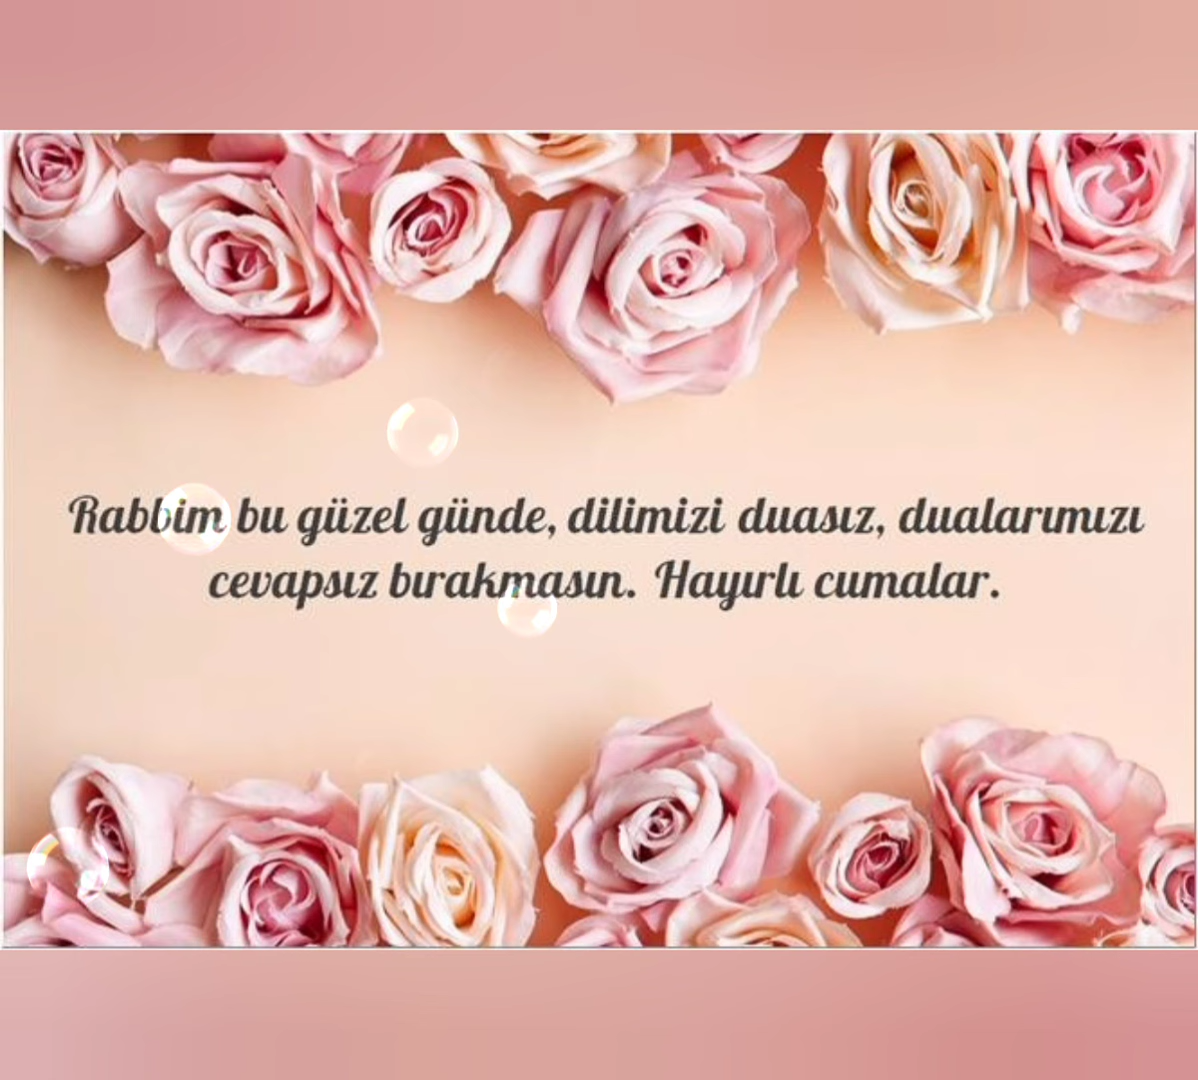 Rabbim bu güzel günde, dilimizi duasız, dualarımızı
cevapsız bırakmasın. Hayırlı cumalar.